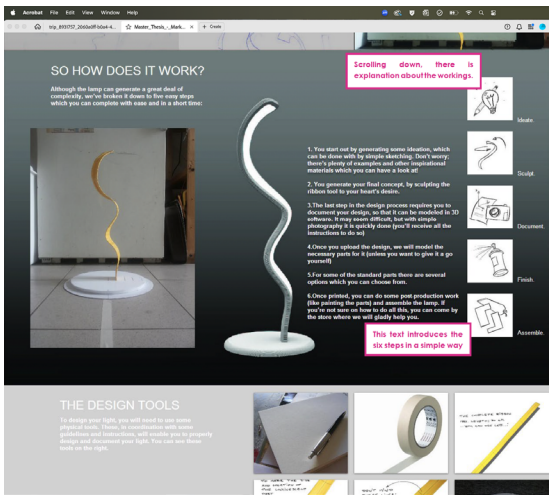 Acrobat File Edit View Window Help
trip_8931757_20b0a0ff-b0a4-4... Master_Thesis_-_Mark... × + Create
SO HOW DOES IT WORK?
Although the lamp can generate a great deal of
complexity, we've broken it down to five easy steps
which you can complete with ease and in a short time:
Scrolling down, there is
explanation about the workings.
Ideate.
1. You start out by generating some ideation, which
can be done with by simple sketching. Don't worry;
there's plenty of examples and other inspirational
materials which you can have a look at!
Sculpt.
2. You generate your final concept, by sculpting the
ribbon tool to your heart's desire.
3.The last step in the design process requires you to
document your design, so that it can be modeled in 3D
software. It may seem difficult, but with simple
photography it is quickly done (you'll receive all the
instructions to do so)
Document.
4.Once you upload the design, we will model the
necessary parts for it (unless you want to give it a go
yourself)
5.For some of the standard parts there are several
options which you can choose from.
Finish.
6.Once printed, you can do some post-production work
(like painting the parts) and assemble the lamp. If
you're not sure on how to do all this, you can come by
the store where we will gladly help you.
This text introduces the
six steps in a simple way
Assemble.
THE DESIGN TOOLS
To design your light, you will need to use some
physical tools. These, in coordination with some
guidelines and instructions, will enable you to properly
design and document your light. You can see these
tools on the right.